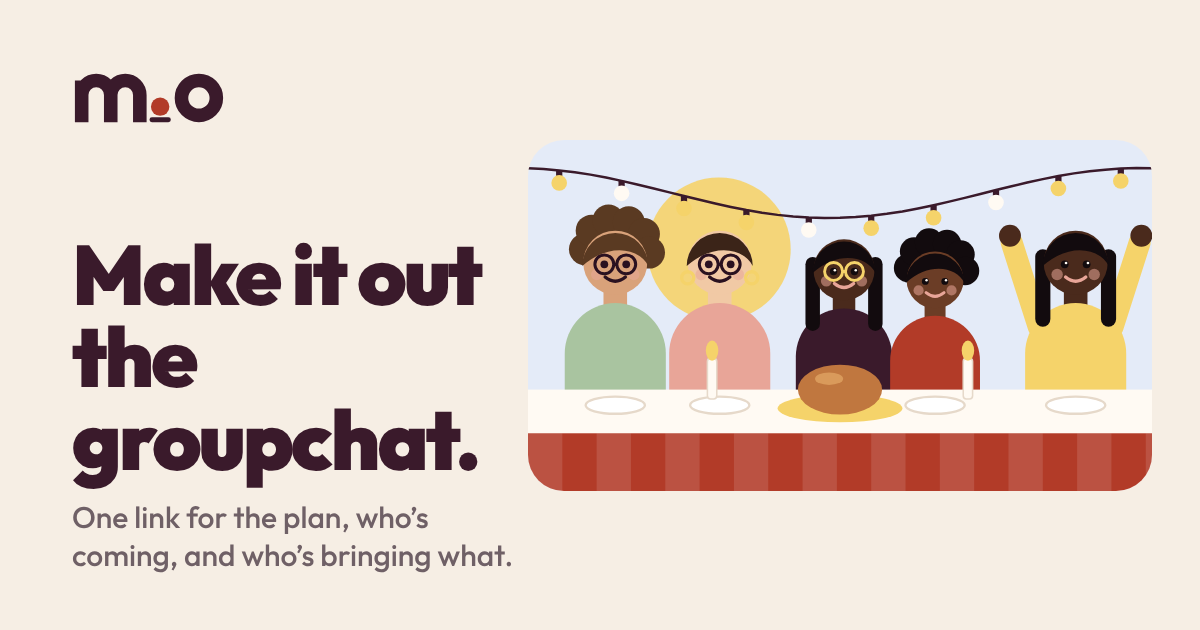 m.o
Make it out
the
groupchat.
One link for the plan, who’s
coming, and who’s bringing what.